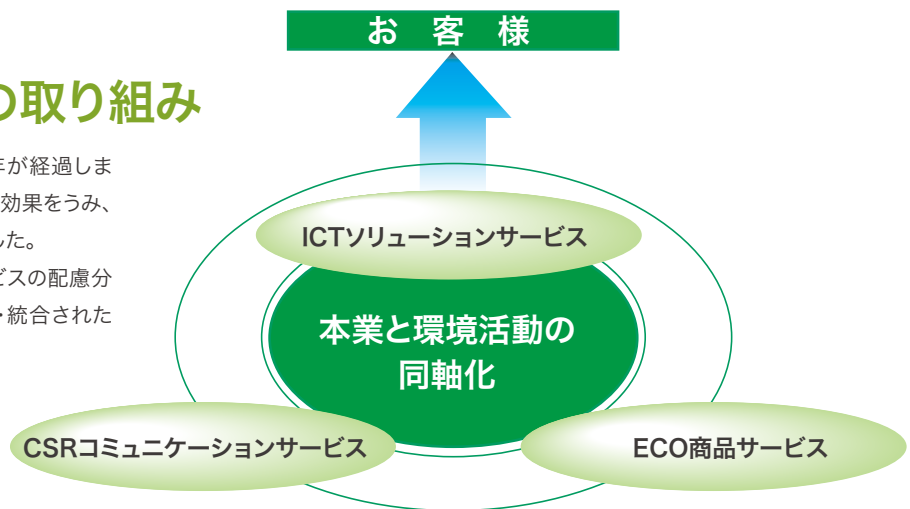 お 客 様
の取り組み
年が経過しま
効果をうみ、
した。
ビスの配慮分
・統合された
ICTソリューションサービス
本業と環境活動の
同軸化
CSRコミュニケーションサービス
ECO商品サービス